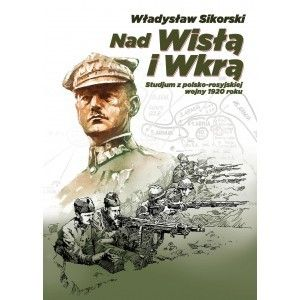 Władysław Sikorski
Nad Wisłą
i Wkrą
Studium z polsko-rosyjskiej
wojny 1920 roku